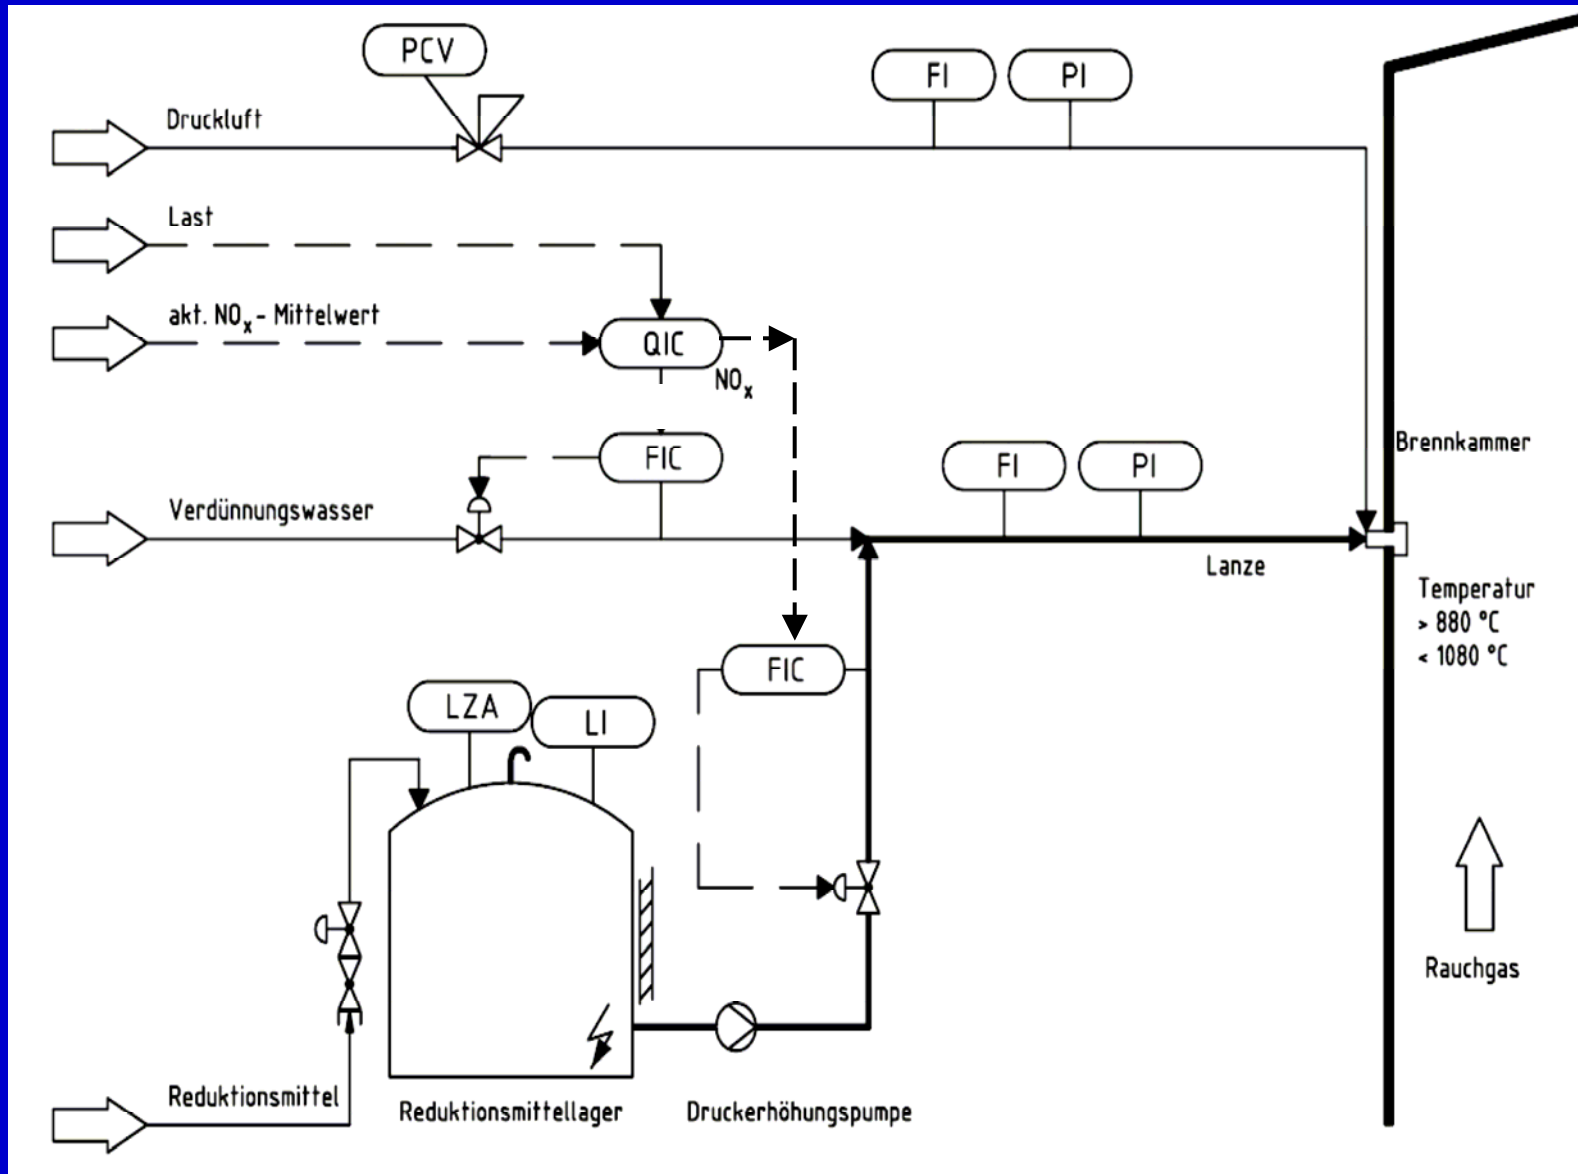 PCV
FI
PI
Druckluft
Last
akt. NOx - Mittelwert
QIC
NOx
FIC
Verdünnungswasser
FI
PI
Brennkammer
Lanze
Temperatur
> 880 °C
< 1080 °C
FIC
LZA
LI
Rauchgas
Reduktionsmittel
Reduktionsmittellager
Druckerhöhungspumpe